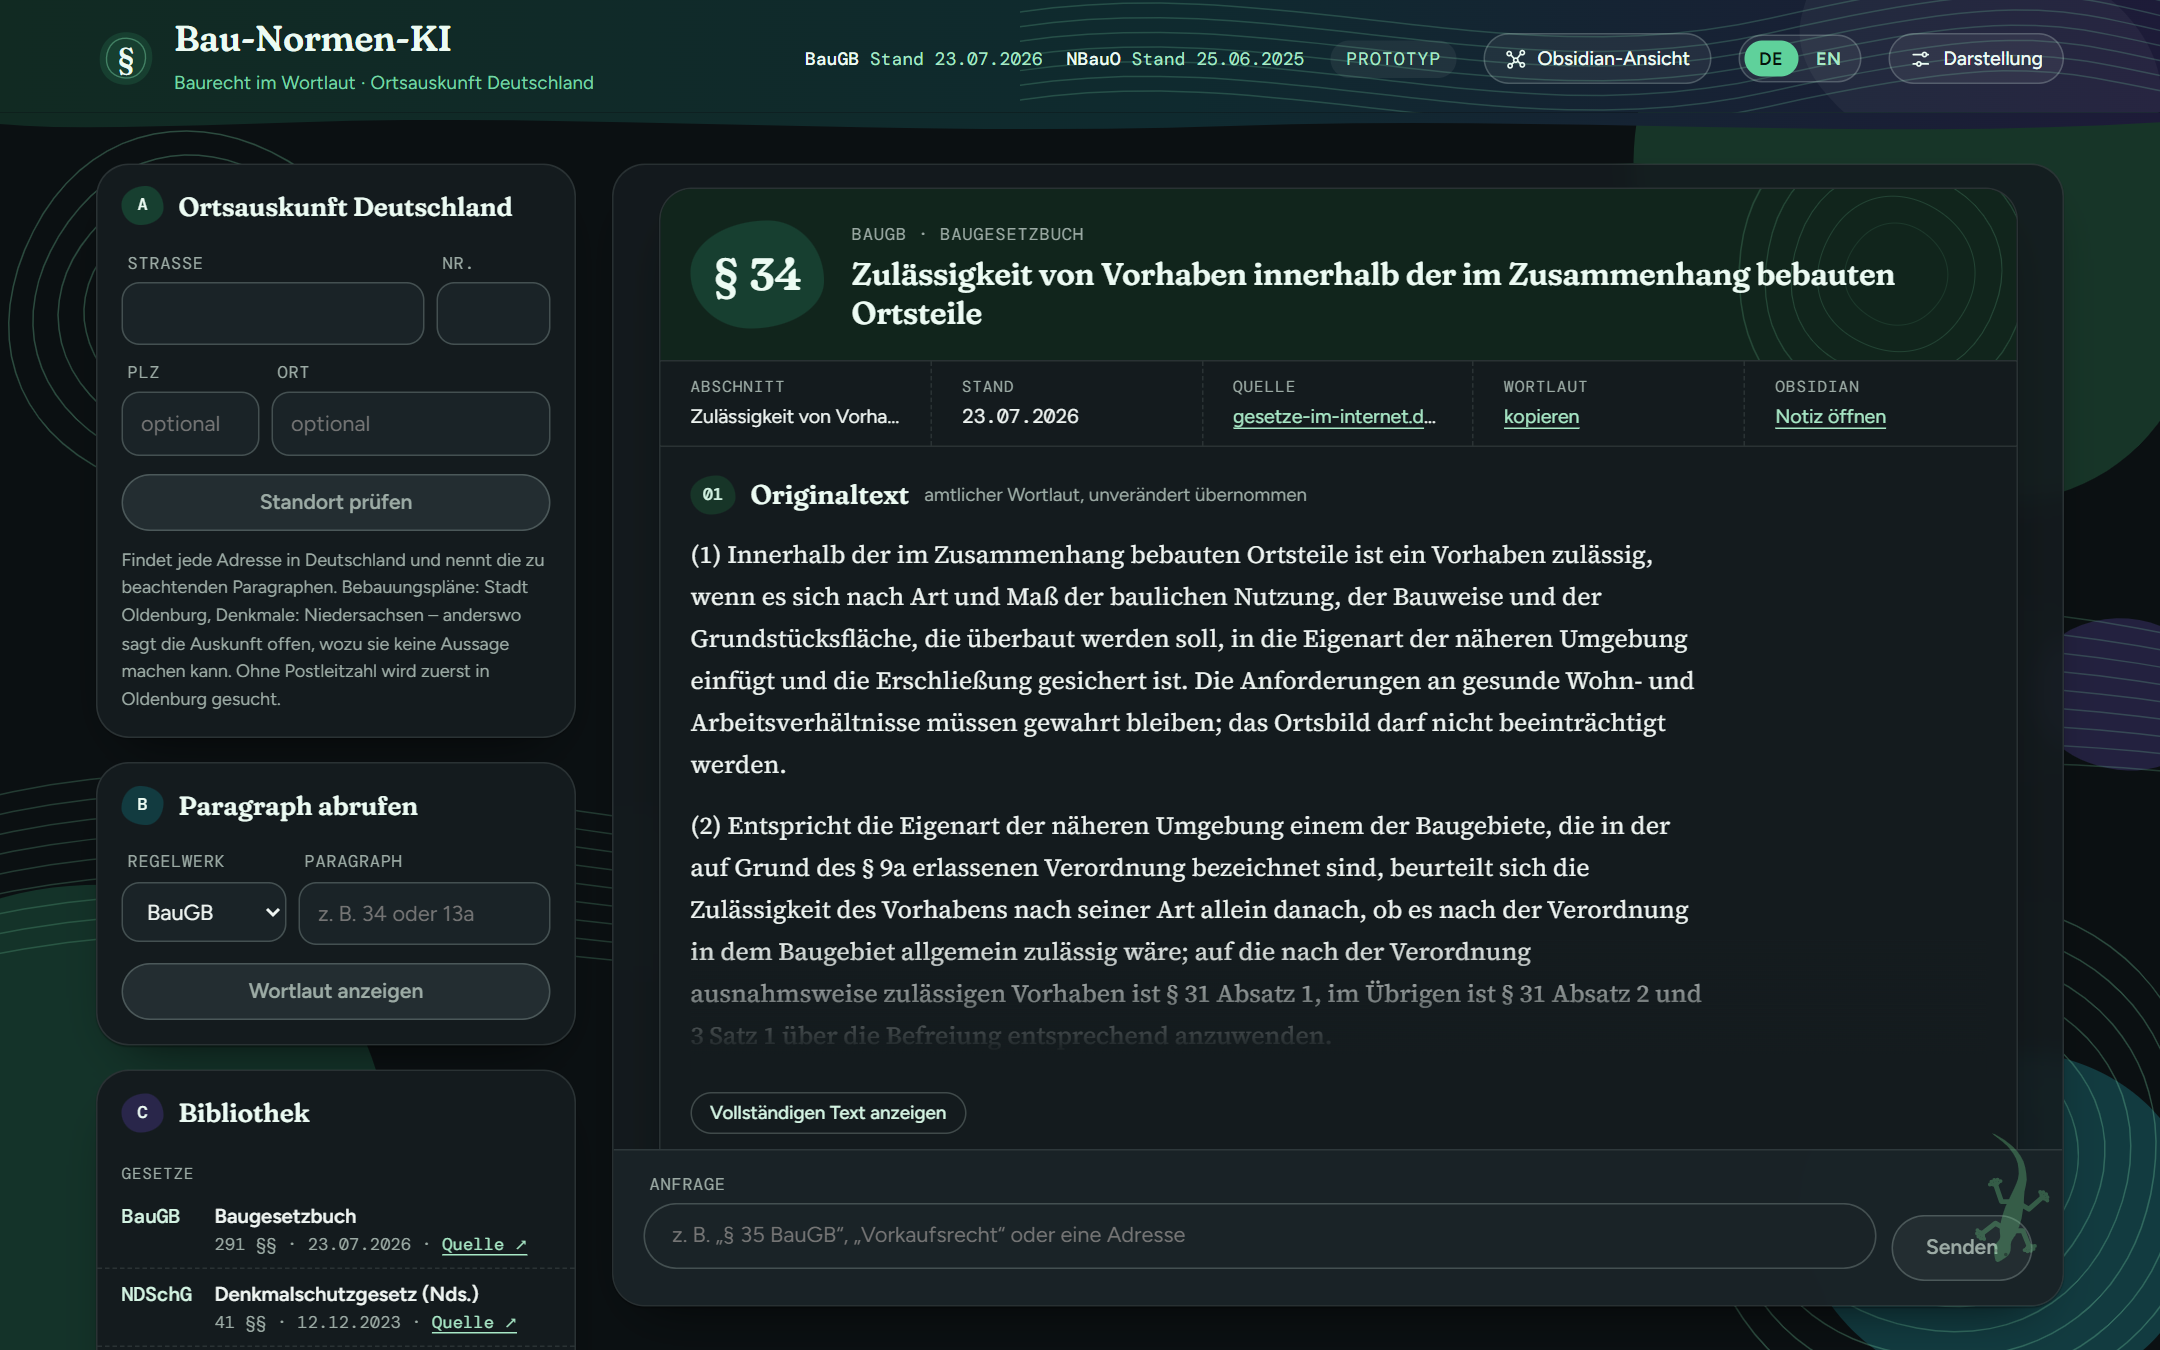 §
Bau-Normen-KI
Baurecht im Wortlaut · Ortsauskunft Deutschland
BauGB Stand 23.07.2026 NBauO Stand 25.06.2025
PROTOTYP
Obsidian-Ansicht
DE EN
Darstellung
A
Ortsauskunft Deutschland
STRASSE NR.
PLZ ORT
optional optional
Standort prüfen
Findet jede Adresse in Deutschland und nennt die zu
beachtenden Paragraphen. Bebauungspläne: Stadt
Oldenburg, Denkmale: Niedersachsen – anderswo
sagt die Auskunft offen, wozu sie keine Aussage
machen kann. Ohne Postleitzahl wird zuerst in
Oldenburg gesucht.
B
Paragraph abrufen
REGELWERK PARAGRAPH
BauGB z. B. 34 oder 13a
Wortlaut anzeigen
C
Bibliothek
GESETZE
BauGB Baugesetzbuch
291 §§ · 23.07.2026 · Quelle ↗
NDSchG Denkmalschutzgesetz (Nds.)
41 §§ · 12.12.2023 · Quelle ↗
§ 34
BAUGB · BAUGESETZBUCH
Zulässigkeit von Vorhaben innerhalb der im Zusammenhang bebauten
Ortsteile
ABSCHNITT STAND QUELLE WORTLAUT OBSIDIAN
Zulässigkeit von Vorha... 23.07.2026 gesetze-im-internet.d... kopieren Notiz öffnen
01 Originaltext amtlicher Wortlaut, unverändert übernommen
(1) Innerhalb der im Zusammenhang bebauten Ortsteile ist ein Vorhaben zulässig,
wenn es sich nach Art und Maß der baulichen Nutzung, der Bauweise und der
Grundstücksfläche, die überbaut werden soll, in die Eigenart der näheren Umgebung
einfügt und die Erschließung gesichert ist. Die Anforderungen an gesunde Wohn- und
Arbeitsverhältnisse müssen gewahrt bleiben; das Ortsbild darf nicht beeinträchtigt
werden.
(2) Entspricht die Eigenart der näheren Umgebung einem der Baugebiete, die in der
auf Grund des § 9a erlassenen Verordnung bezeichnet sind, beurteilt sich die
Zulässigkeit des Vorhabens nach seiner Art allein danach, ob es nach der Verordnung
in dem Baugebiet allgemein zulässig wäre; auf die nach der Verordnung
ausnahmsweise zulässigen Vorhaben ist § 31 Absatz 1, im Übrigen ist § 31 Absatz 2 und
3 Satz 1 über die Befreiung entsprechend anzuwenden.
Vollständigen Text anzeigen
ANFRAGE
z. B. „§ 35 BauGB“, „Vorkaufsrecht“ oder eine Adresse
Senden